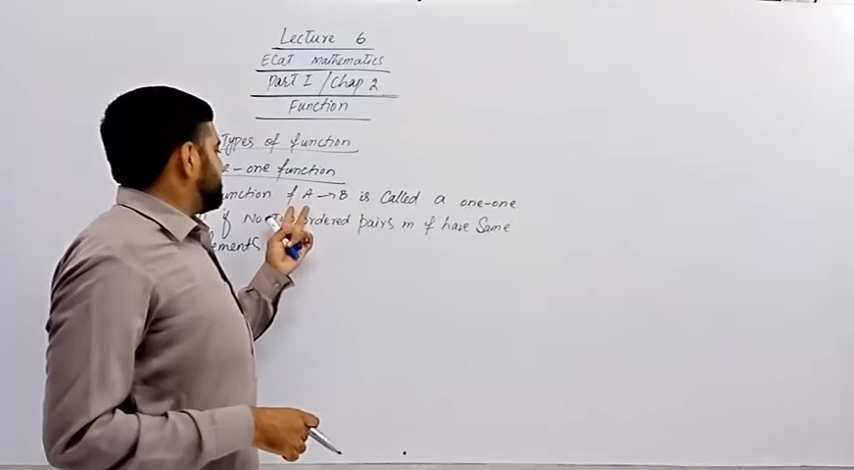 Lecture 6
ECat Mathematics
Part I / Chap 2
Function
Types of function
-one function
function f A → B is Called a one-one
if No ordered pairs in f have Same
ements